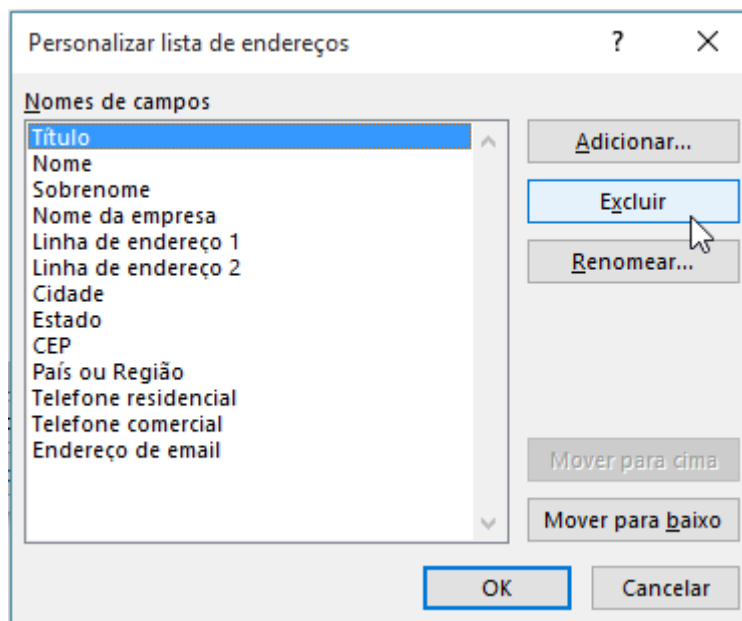 Personalizar lista de endereços
?
Nomes de campos
Título
Nome
Sobrenome
Nome da empresa
Linha de endereço 1
Linha de endereço 2
Cidade
Estado
CEP
País ou Região
Telefone residencial
Telefone comercial
Endereço de email
Adicionar...
Excluir
Renomear...
Mover para cima
Mover para baixo
OK
Cancelar